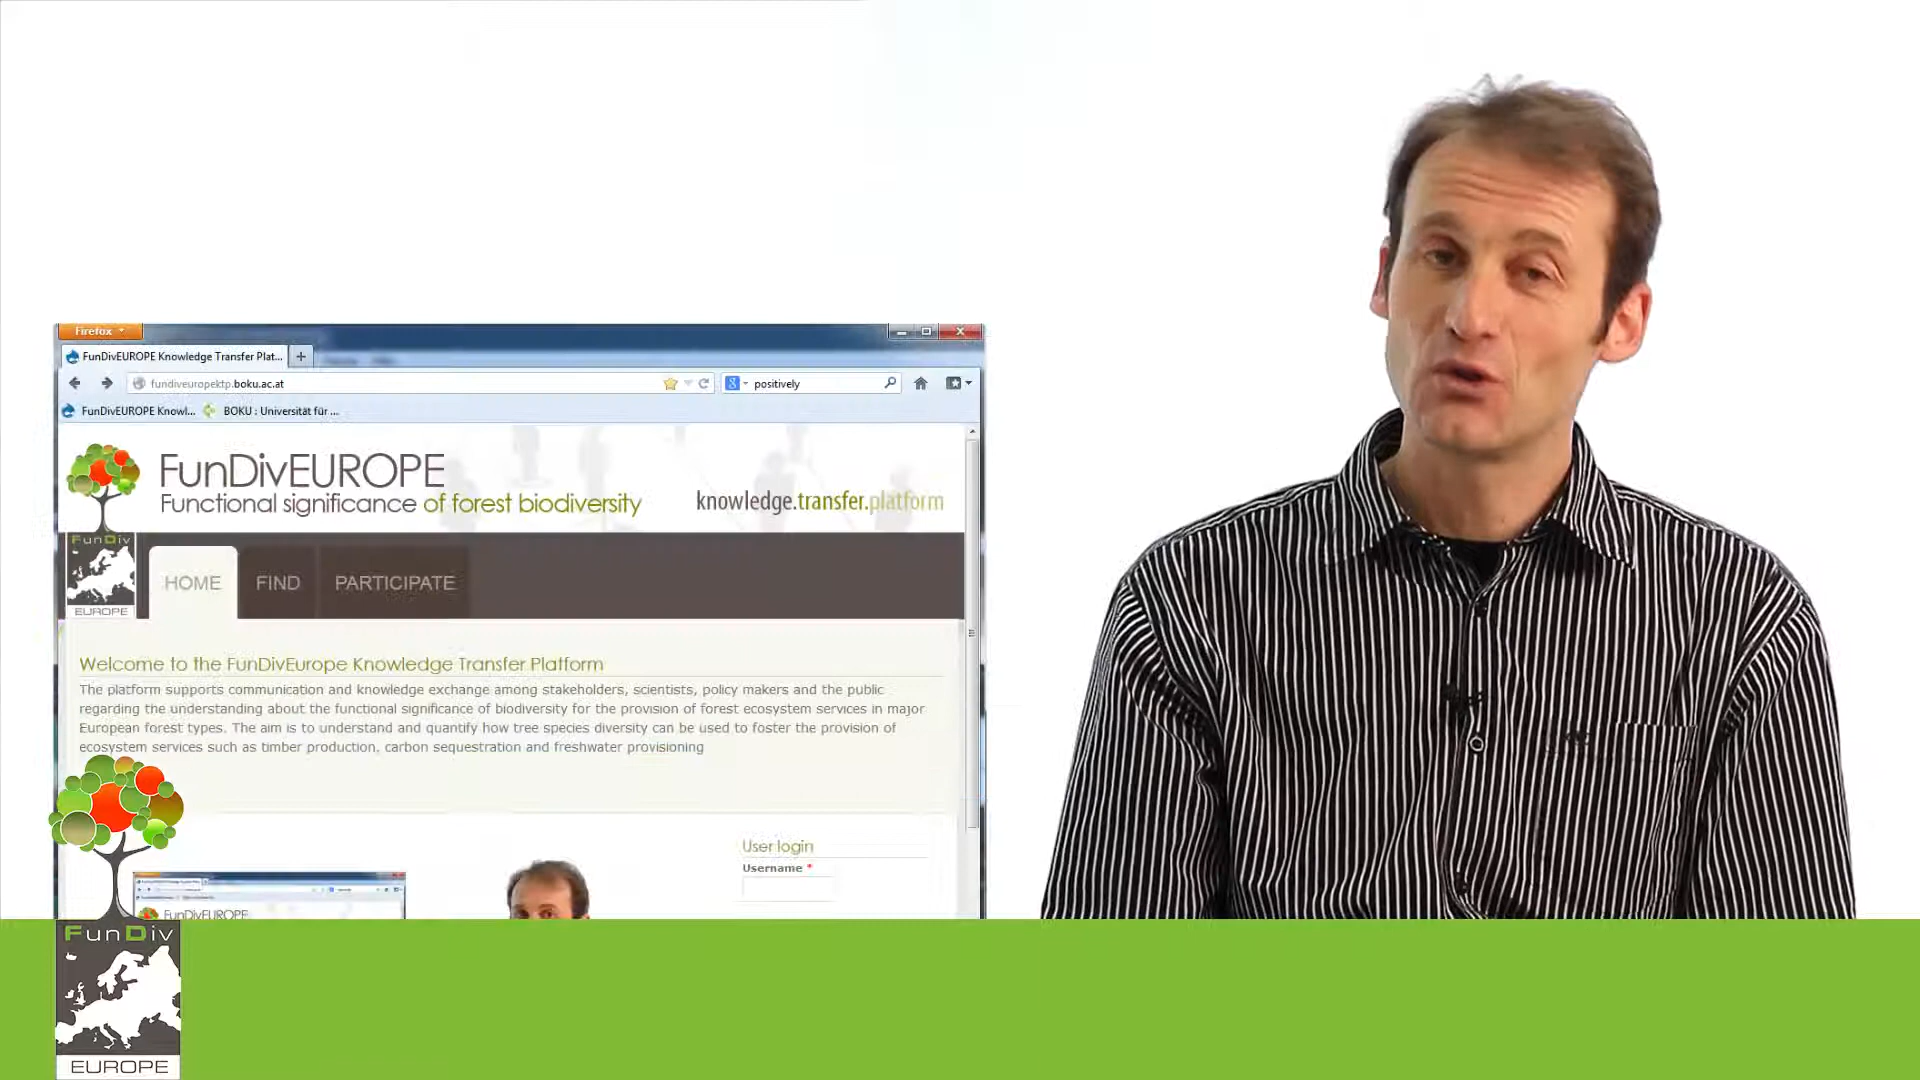 Firefox
FunDivEUROPE Knowledge Transfer Plat...
fundiveuropektp.boku.ac.at
positively
FunDivEUROPE Knowl...
BOKU : Universität für ...
FunDivEUROPE
Functional significance of forest biodiversity
knowledge.transfer.platform
FunDiv
EUROPE
HOME
FIND
PARTICIPATE
Welcome to the FunDivEurope Knowledge Transfer Platform
The platform supports communication and knowledge exchange among stakeholders, scientists, policy makers and the public
regarding the understanding about the functional significance of biodiversity for the provision of forest ecosystem services in major
European forest types. The aim is to understand and quantify how tree species diversity can be used to foster the provision of
ecosystem services such as timber production, carbon sequestration and freshwater provisioning
User login
Username *
FunDivEUROPE
FunDiv
EUROPE